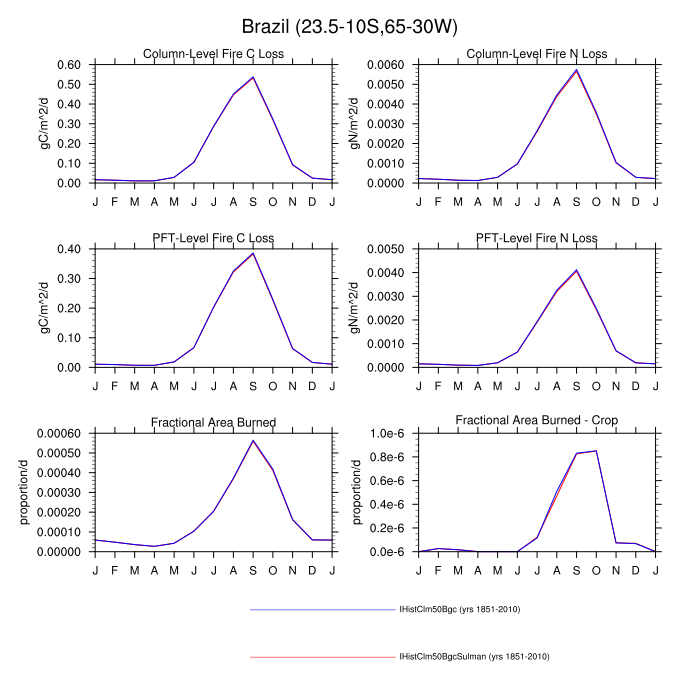 Brazil (23.5-10S,65-30W)
Column-Level Fire C Loss
gC/m^2/d
0.60
0.50
0.40
0.30
0.20
0.10
0.00
J F M A M J J A S O N D J
Column-Level Fire N Loss
gN/m^2/d
0.0060
0.0050
0.0040
0.0030
0.0020
0.0010
0.0000
J F M A M J J A S O N D J
PFT-Level Fire C Loss
gC/m^2/d
0.40
0.30
0.20
0.10
0.00
J F M A M J J A S O N D J
PFT-Level Fire N Loss
gN/m^2/d
0.0050
0.0040
0.0030
0.0020
0.0010
0.0000
J F M A M J J A S O N D J
Fractional Area Burned
proportion/d
0.00060
0.00050
0.00040
0.00030
0.00020
0.00010
0.00000
J F M A M J J A S O N D J
Fractional Area Burned - Crop
proportion/d
1.0e-6
0.8e-6
0.6e-6
0.4e-6
0.2e-6
0.0e-6
J F M A M J J A S O N D J
IHistClm50Bgc (yrs 1851-2010)
IHistClm50BgcSulman (yrs 1851-2010)